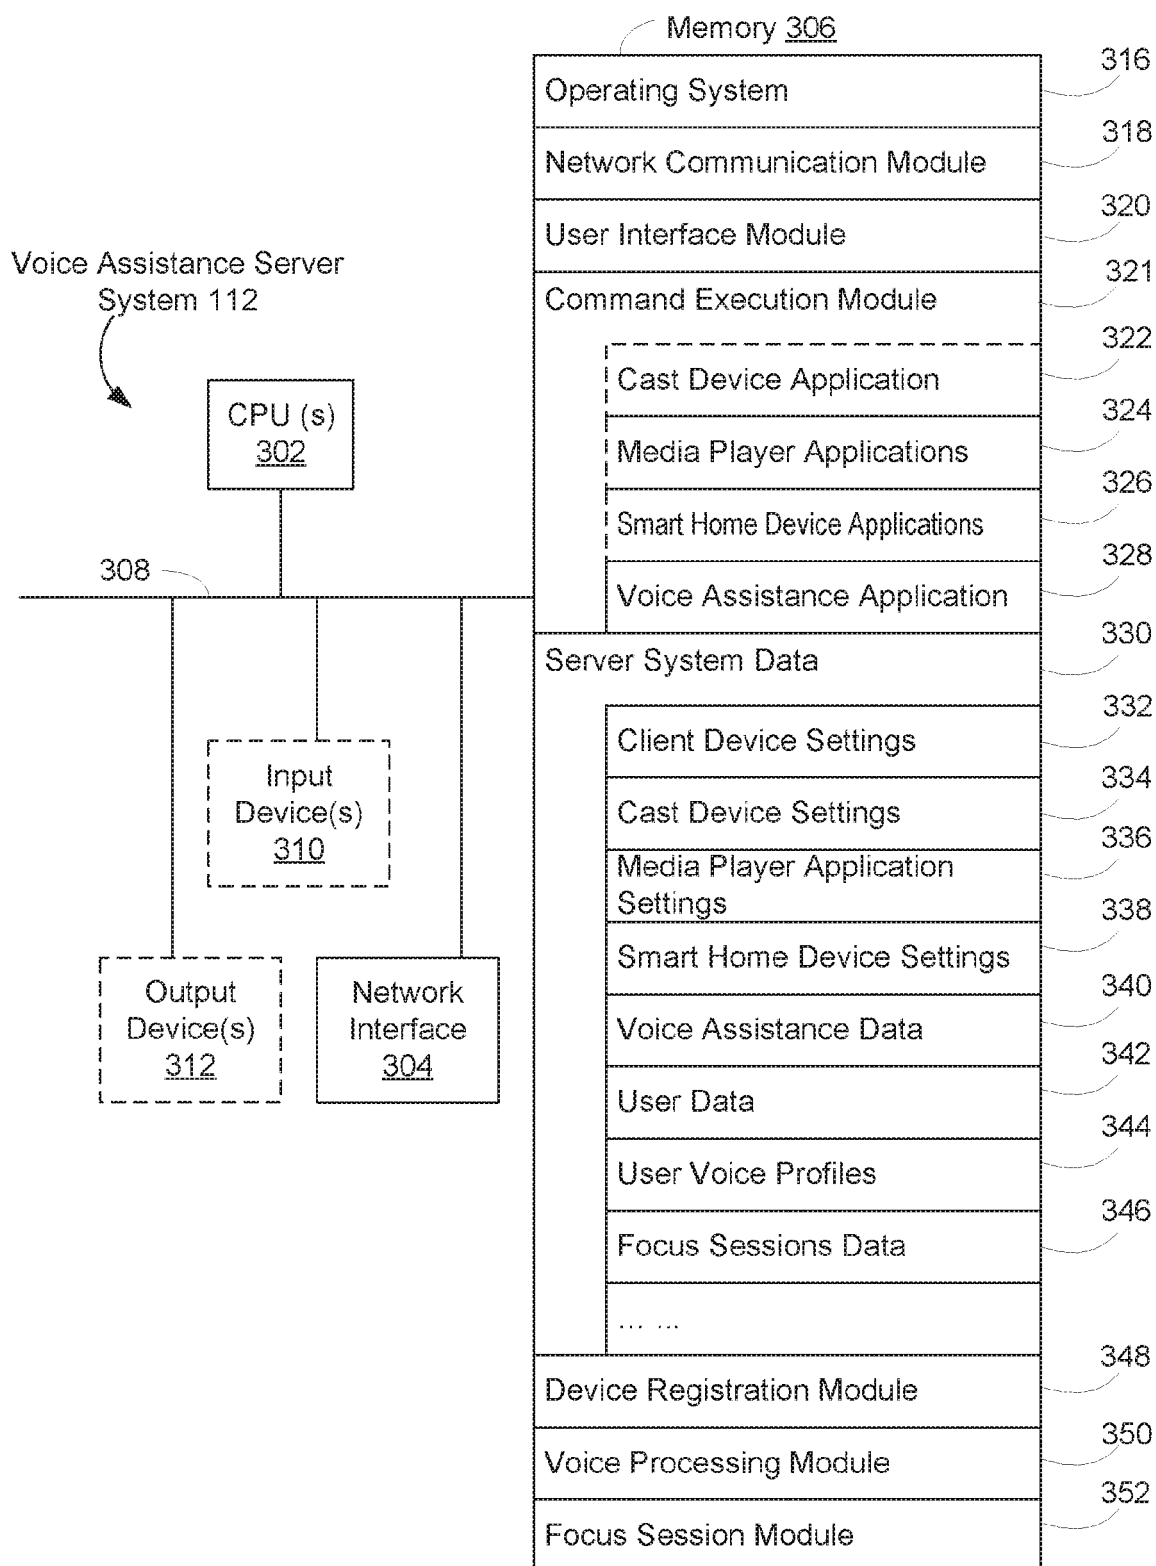 Memory 306
Operating System
316
Network Communication Module
318
User Interface Module
320
Command Execution Module
321
Cast Device Application
322
Media Player Applications
324
Smart Home Device Applications
326
Voice Assistance Application
328
Server System Data
330
Client Device Settings
332
Cast Device Settings
334
Media Player Application
Settings
336
Smart Home Device Settings
338
Voice Assistance Data
340
User Data
342
User Voice Profiles
344
Focus Sessions Data
346
... ...
Device Registration Module
348
Voice Processing Module
350
Focus Session Module
352
Voice Assistance Server
System 112
CPU (s)
302
308
Input
Device(s)
310
Output
Device(s)
312
Network
Interface
304